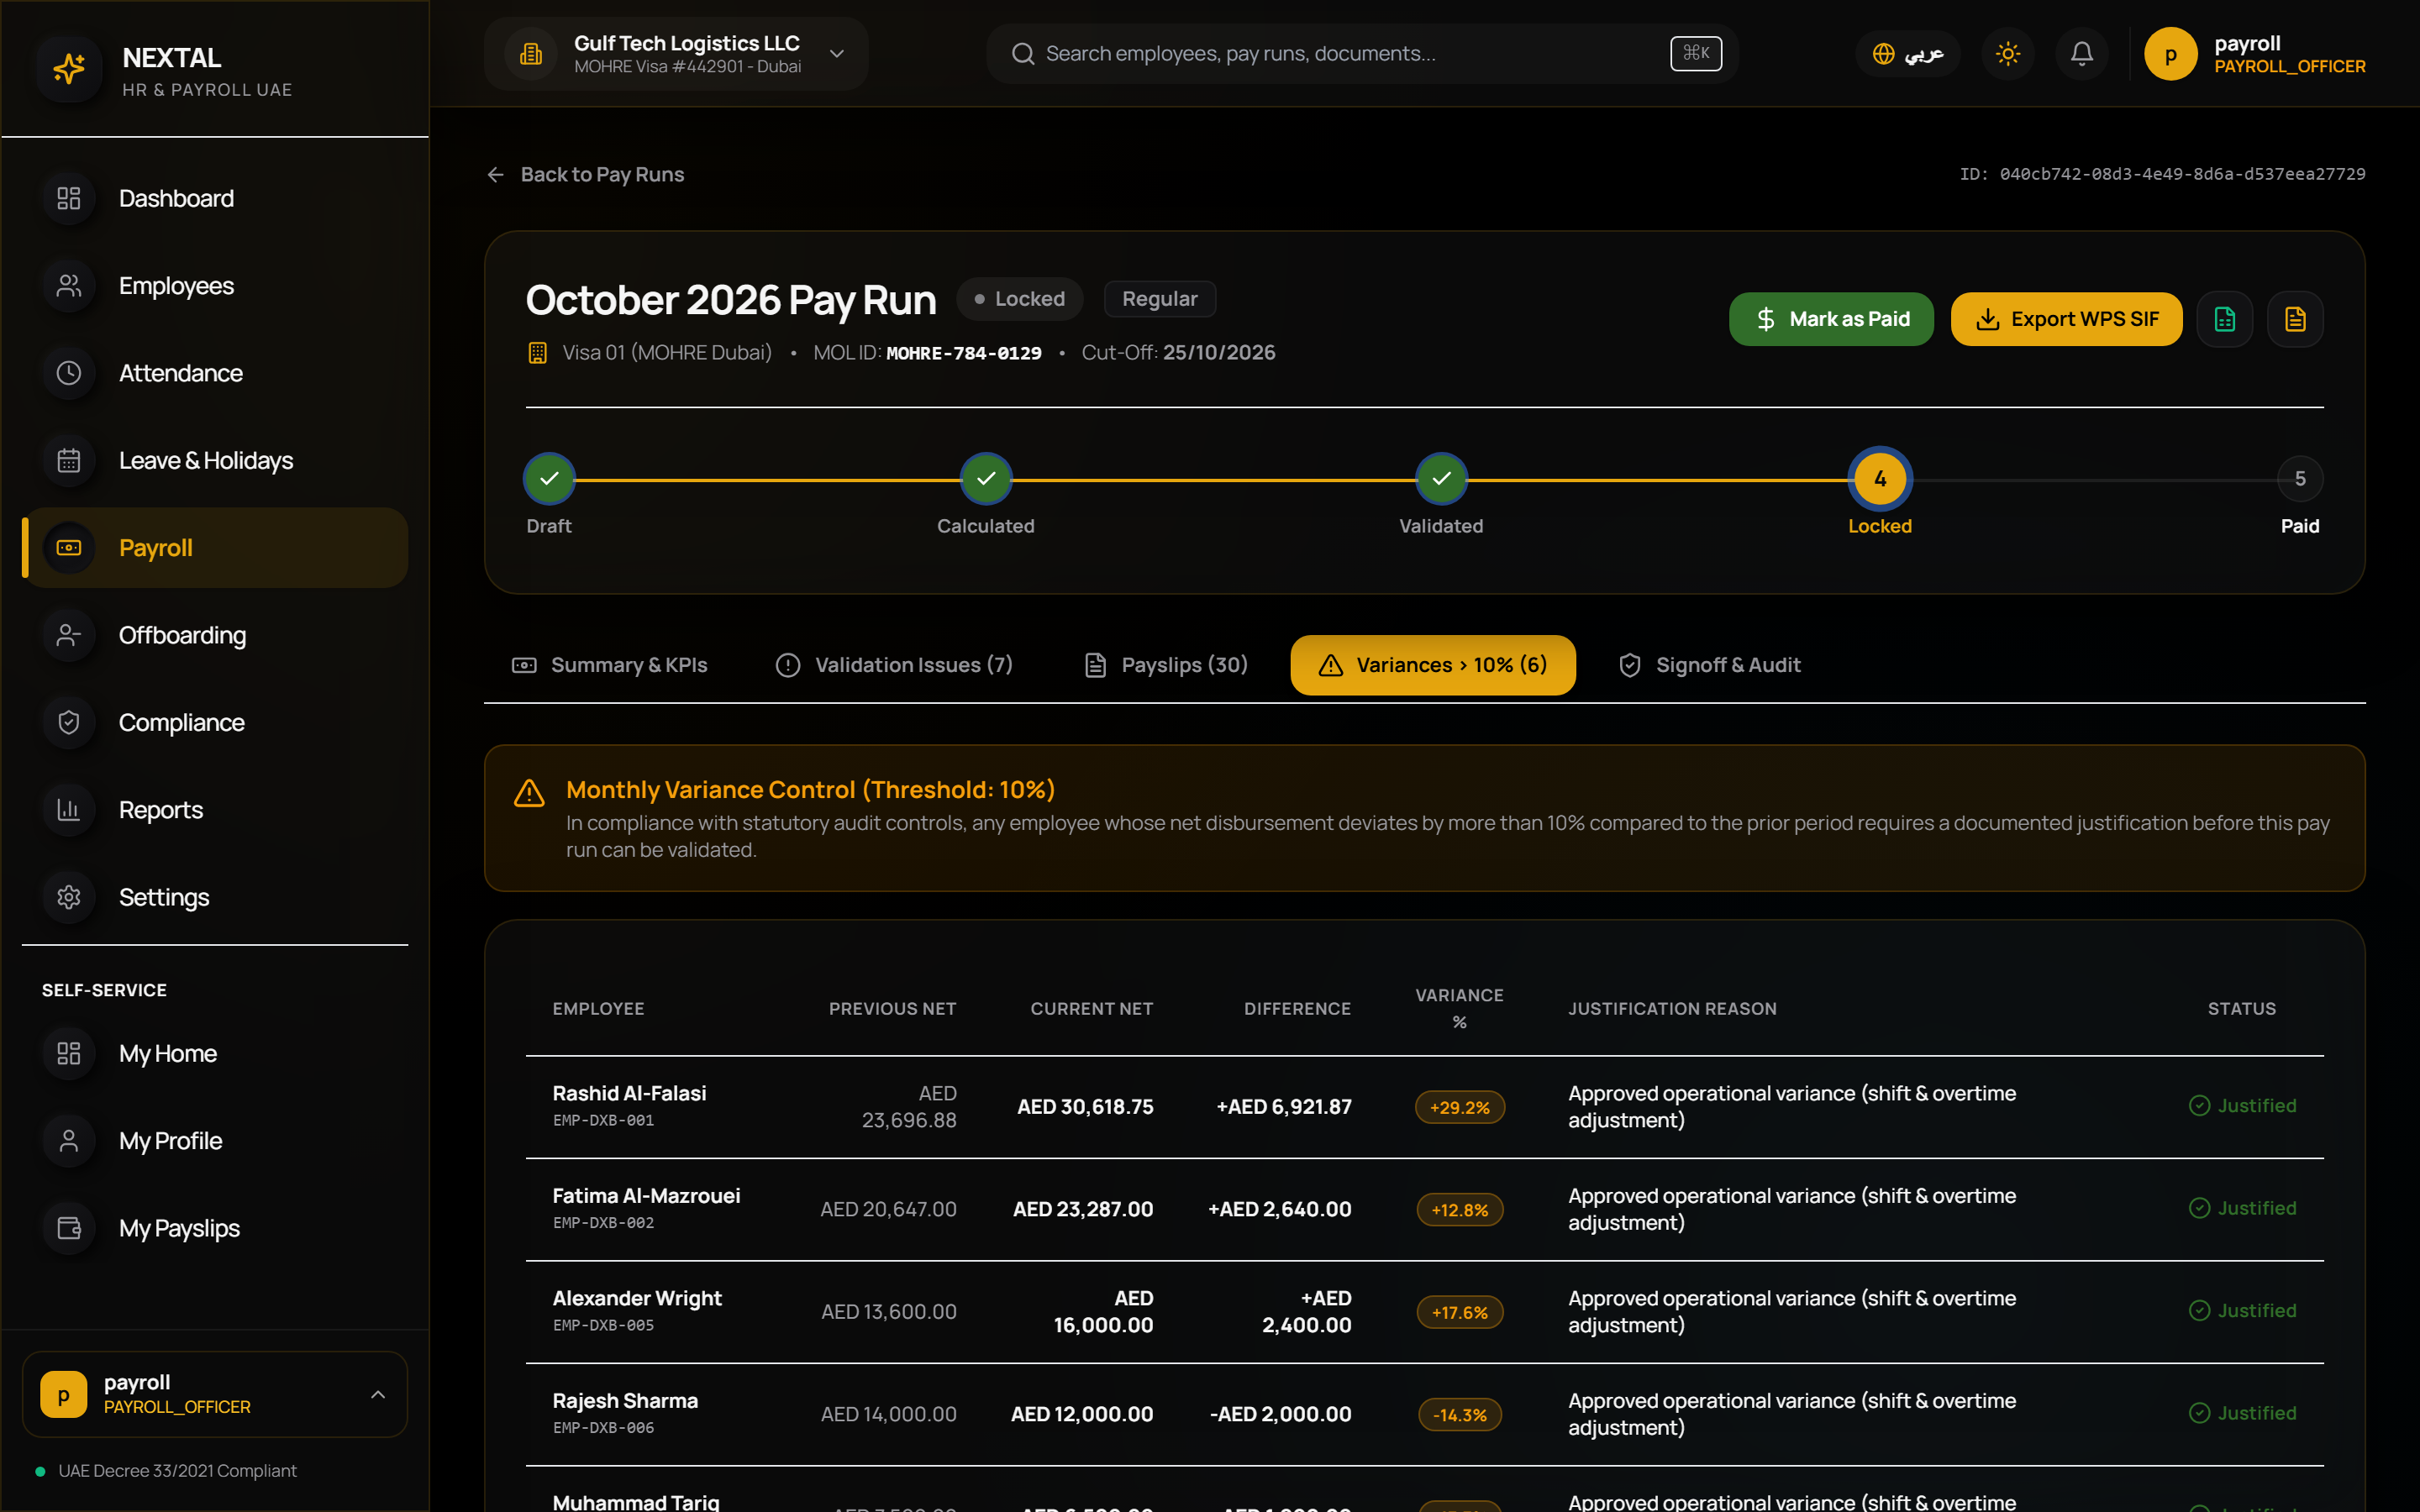 NEXTAL
HR & PAYROLL UAE
Dashboard
Employees
Attendance
Leave & Holidays
Payroll
Offboarding
Compliance
Reports
Settings
SELF-SERVICE
My Home
My Profile
My Payslips
p
payroll
PAYROLL_OFFICER
UAE Decree 33/2021 Compliant
Gulf Tech Logistics LLC
MOHRE Visa #442901 - Dubai
Search employees, pay runs, documents...
⌘K
عربي
p
payroll
PAYROLL_OFFICER
Back to Pay Runs
ID: 040cb742-08d3-4e49-8d6a-d537eea27729
October 2026 Pay Run
Locked
Regular
Visa 01 (MOHRE Dubai) • MOL ID: MOHRE-784-0129 • Cut-Off: 25/10/2026
Mark as Paid
Export WPS SIF
4
5
Draft
Calculated
Validated
Locked
Paid
Summary & KPIs
Validation Issues (7)
Payslips (30)
Variances > 10% (6)
Signoff & Audit
Monthly Variance Control (Threshold: 10%)
In compliance with statutory audit controls, any employee whose net disbursement deviates by more than 10% compared to the prior period requires a documented justification before this pay
run can be validated.
EMPLOYEE
PREVIOUS NET
CURRENT NET
DIFFERENCE
VARIANCE
%
JUSTIFICATION REASON
STATUS
Rashid Al-Falasi
EMP-DXB-001
AED
23,696.88
AED 30,618.75
+AED 6,921.87
+29.2%
Approved operational variance (shift & overtime
adjustment)
Justified
Fatima Al-Mazrouei
EMP-DXB-002
AED 20,647.00
AED 23,287.00
+AED 2,640.00
+12.8%
Approved operational variance (shift & overtime
adjustment)
Justified
Alexander Wright
EMP-DXB-005
AED 13,600.00
AED
16,000.00
+AED
2,400.00
+17.6%
Approved operational variance (shift & overtime
adjustment)
Justified
Rajesh Sharma
EMP-DXB-006
AED 14,000.00
AED 12,000.00
-AED 2,000.00
-14.3%
Approved operational variance (shift & overtime
adjustment)
Justified
Muhammad Tariq
Approved operational variance (shift & overtime